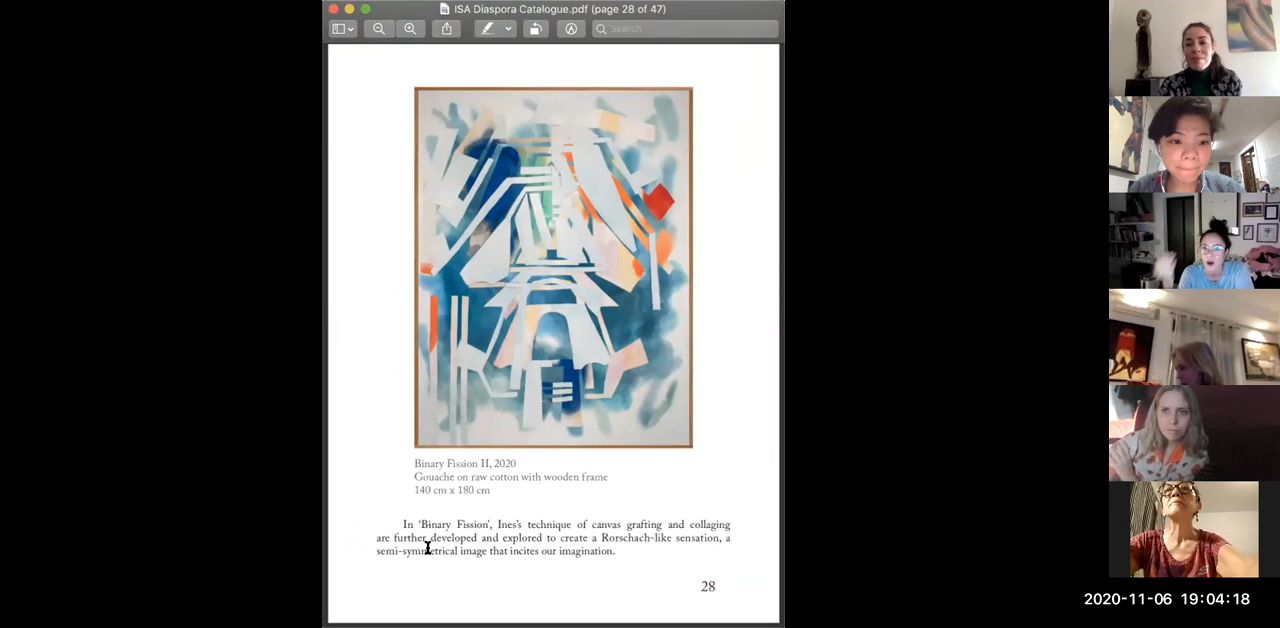 ISA Diaspora Catalogue.pdf (page 28 of 47)
Search
Binary Fission II, 2020
Gouache on raw cotton with wooden frame
140 cm x 180 cm
In ‘Binary Fission’, Ines’s technique of canvas grafting and collaging
are further developed and explored to create a Rorschach-like sensation, a
semi-symmetrical image that incites our imagination.
28
2020-11-06 19:04:18